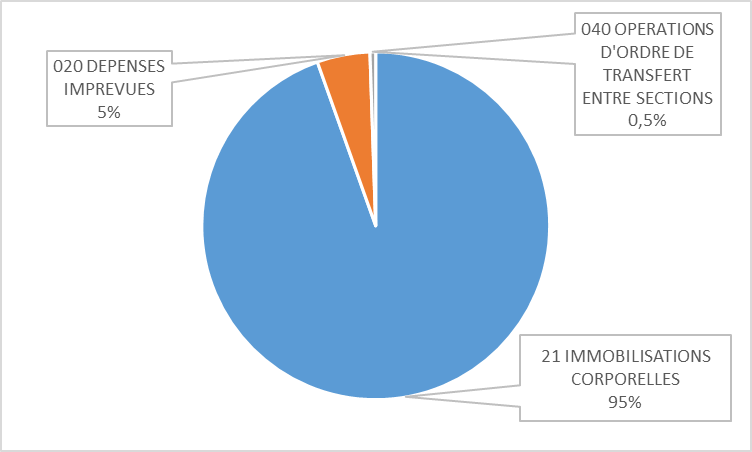 040 OPERATIONS
D'ORDRE DE
TRANSFERT
ENTRE SECTIONS
0,5%
020 DEPENSES
IMPREVUES
5%
21 IMMOBILISATIONS
CORPORELLES
95%